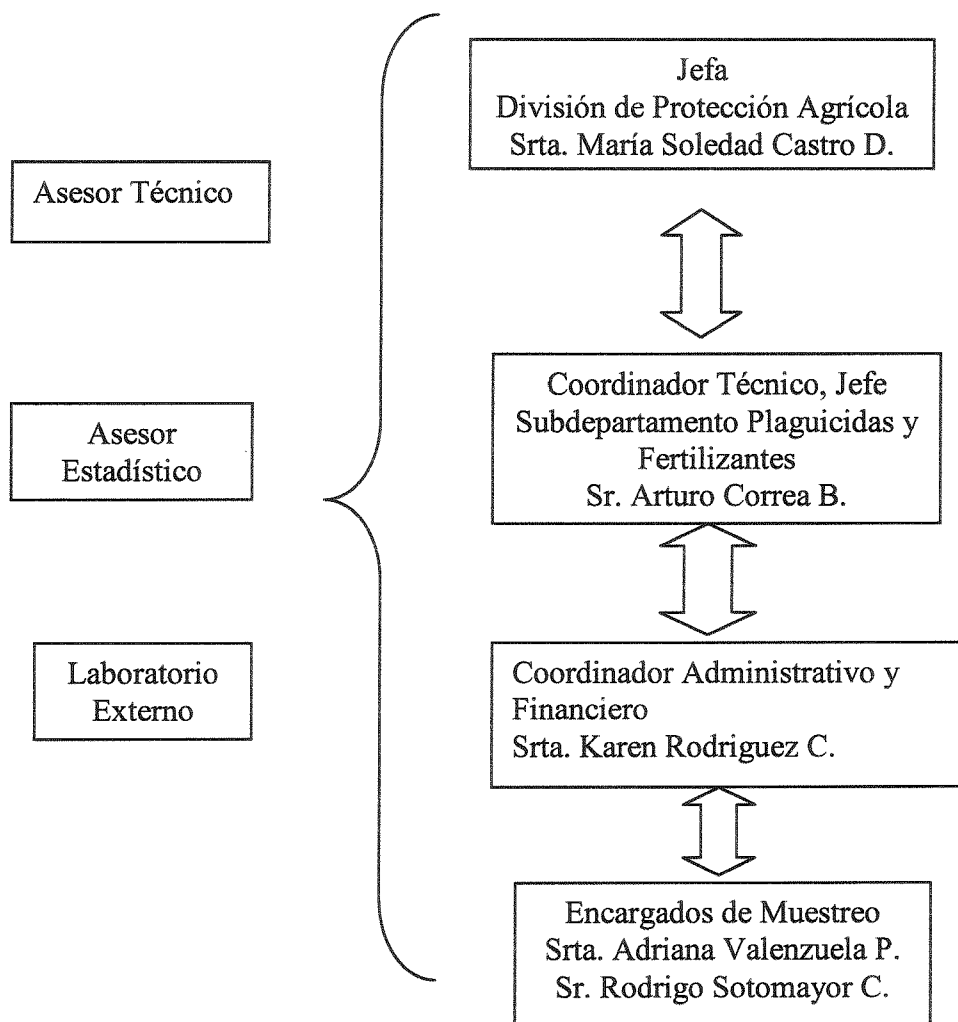 Jefa
División de Protección Agrícola
Srta. María Soledad Castro D.
Asesor Técnico
Coordinador Técnico, Jefe
Subdepartamento Plaguicidas y
Fertilizantes
Sr. Arturo Correa B.
Asesor
Estadístico
Laboratorio
Externo
Coordinador Administrativo y
Financiero
Srta. Karen Rodriguez C.
Encargados de Muestreo
Srta. Adriana Valenzuela P.
Sr. Rodrigo Sotomayor C.